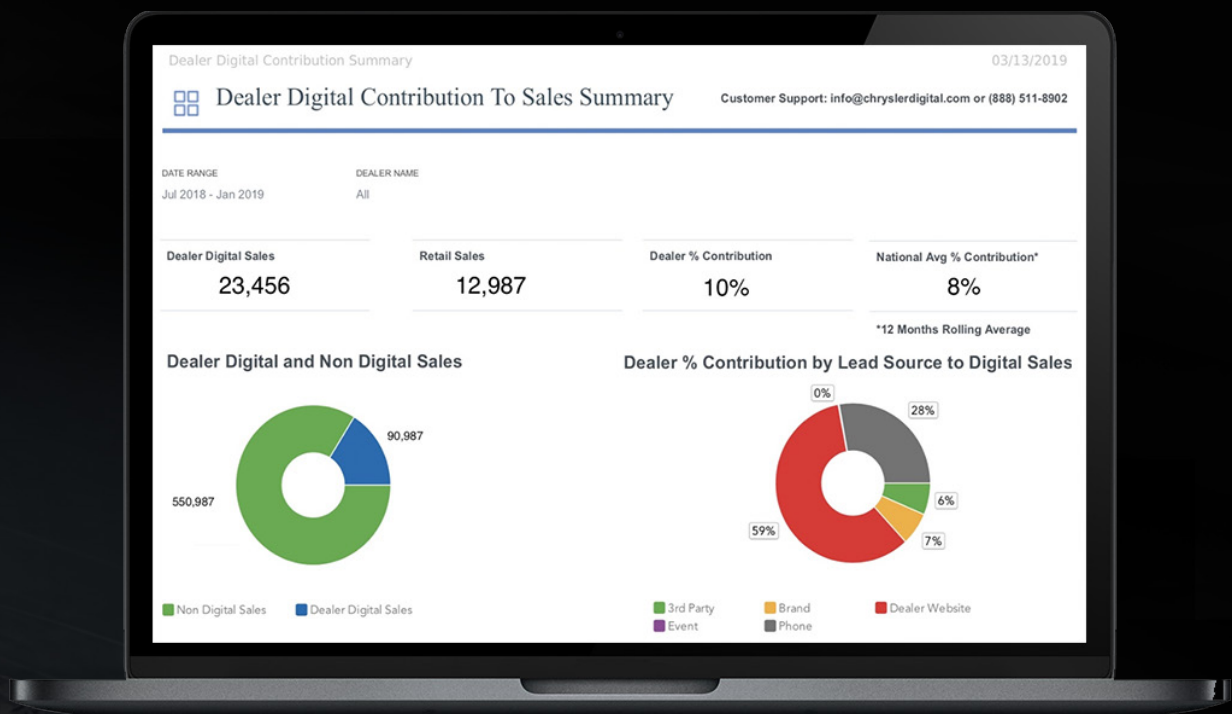 Dealer Digital Contribution Summary 03/13/2019
Dealer Digital Contribution To Sales Summary Customer Support: info@chryslerdigital.com or (888) 511-8902
DATE RANGE DEALER NAME
Jul 2018 - Jan 2019 All
Dealer Digital Sales Retail Sales Dealer % Contribution National Avg % Contribution*
23,456 12,987 10% 8%
*12 Months Rolling Average
Dealer Digital and Non Digital Sales
90,987
550,987
Non Digital Sales Dealer Digital Sales
Dealer % Contribution by Lead Source to Digital Sales
0%
28%
6%
59%
7%
3rd Party Brand Dealer Website
Event Phone